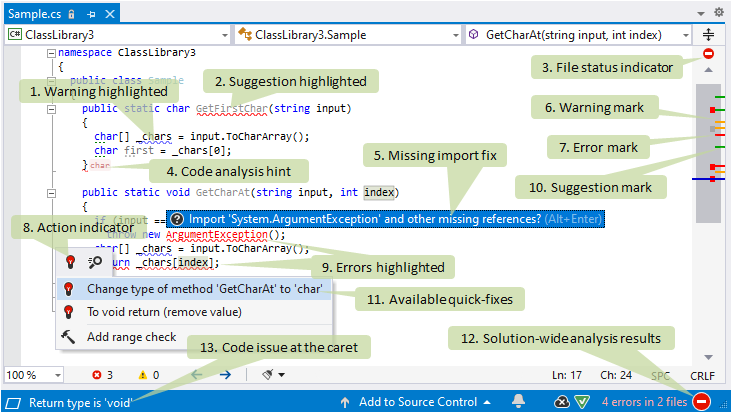 Sample.cs
ClassLibrary3
ClassLibrary3.Sample
GetCharAt(string input, int index)
namespace ClassLibrary3
{
public class Sample
{
public static char GetFirstChar(string input)
{
char[] _chars = input.ToCharArray();
char first = _chars[0];
}char
public static void GetCharAt(string input, int index)
{
if (input ==
throw new ArgumentException();
char[] _chars = input.ToCharArray();
return _chars[index];
1. Warning highlighted
2. Suggestion highlighted
3. File status indicator
4. Code analysis hint
5. Missing import fix
6. Warning mark
7. Error mark
10. Suggestion mark
Import 'System.ArgumentException' and other missing references? (Alt+Enter)
8. Action indicator
9. Errors highlighted
Change type of method 'GetCharAt' to 'char'
11. Available quick-fixes
To void return (remove value)
Add range check
12. Solution-wide analysis results
13. Code issue at the caret
100 %
3
0
Ln: 17
Ch: 24
SPC
CRLF
Return type is 'void'
Add to Source Control
4 errors in 2 files